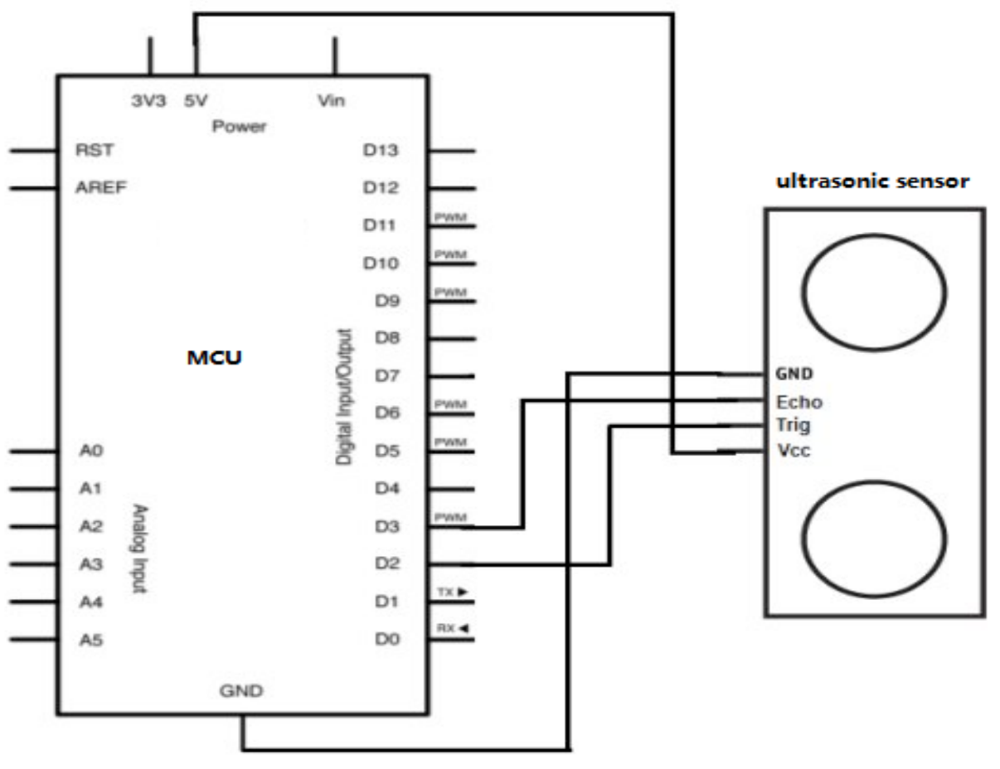 3V3 5V Vin
Power
RST
AREF
MCU
A0
A1
A2
A3
A4
A5
Analog Input
Digital Input/Output
D13
D12
D11 PWM
D10 PWM
D9 PWM
D8
D7
D6 PWM
D5 PWM
D4
D3 PWM
D2
D1 TX ►
D0 RX ◄
GND
ultrasonic sensor
GND
Echo
Trig
Vcc